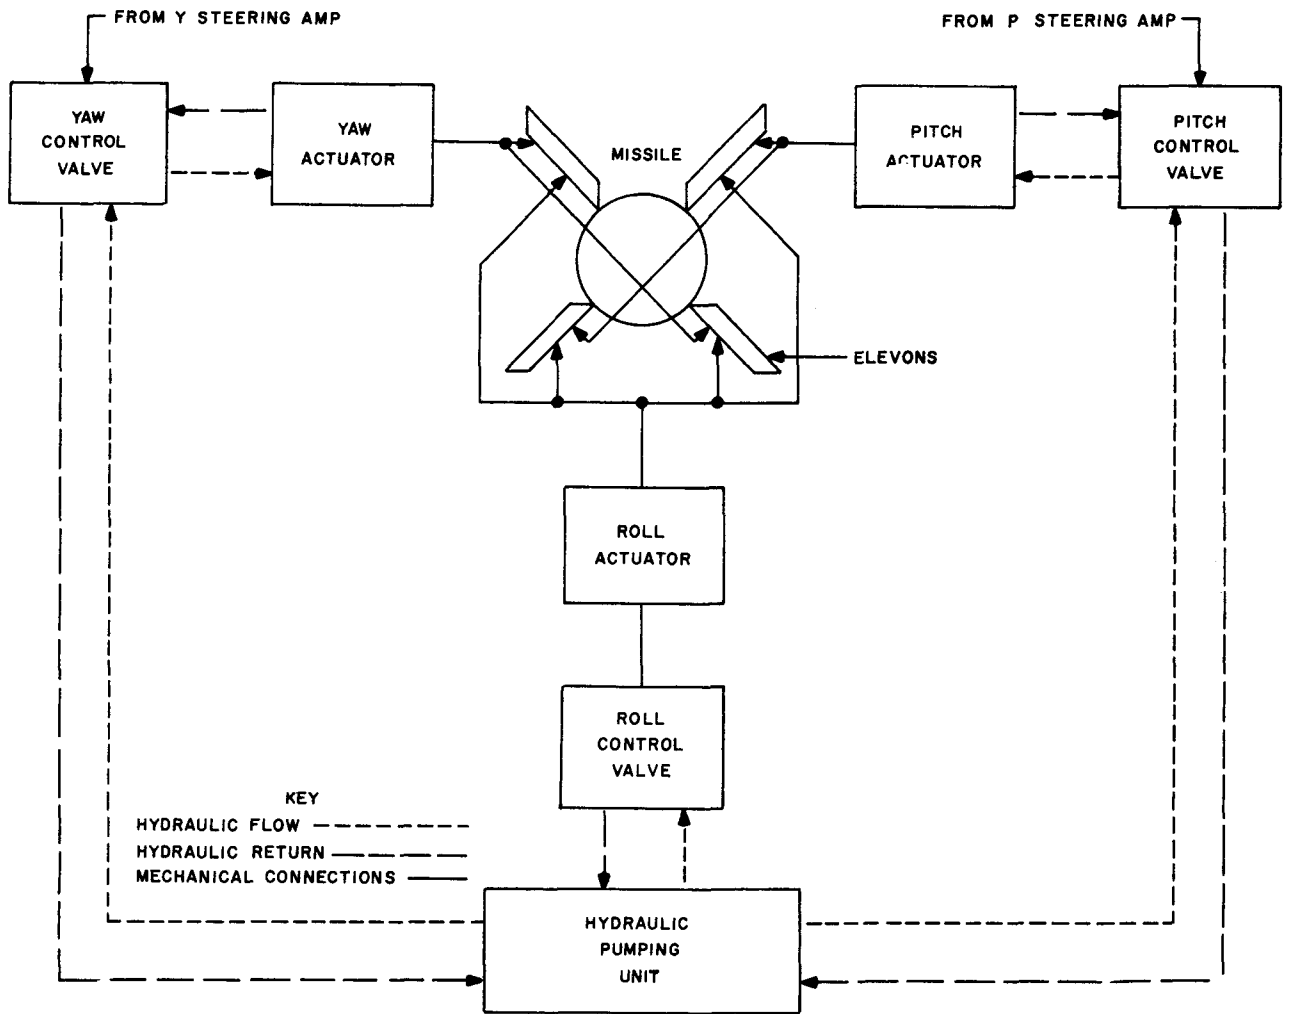 FROM Y STEERING AMP
FROM P STEERING AMP
YAW
CONTROL
VALVE
YAW
ACTUATOR
MISSILE
PITCH
ACTUATOR
PITCH
CONTROL
VALVE
ELEVONS
ROLL
ACTUATOR
ROLL
CONTROL
VALVE
KEY
HYDRAULIC FLOW
HYDRAULIC RETURN
MECHANICAL CONNECTIONS
HYDRAULIC
PUMPING
UNIT